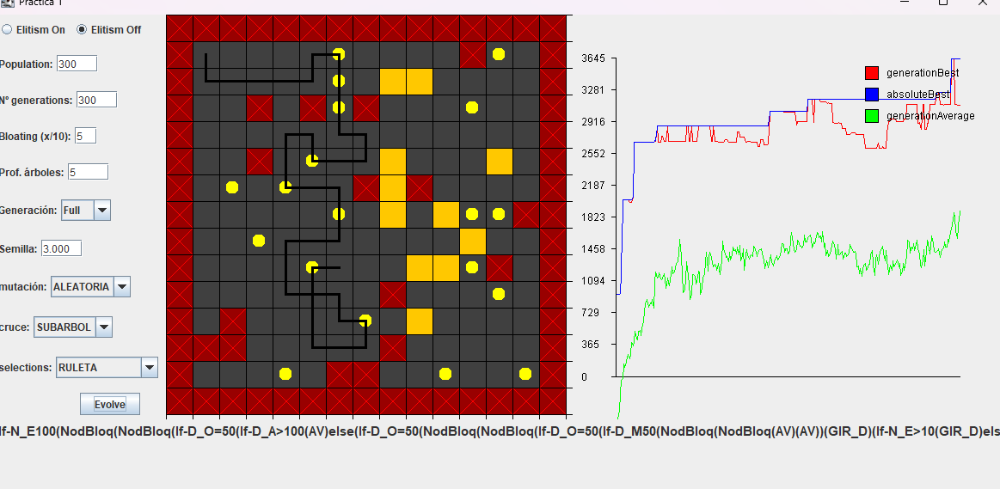 Práctica 1
Elitism On Elitism Off
Population: 300
Nº generations: 300
Bloating (x/10): 5
Prof. árboles: 5
Generación: Full
Semilla: 3.000
mutación: ALEATORIA
cruce: SUBARBOL
selections: RULETA
Evolve
3645
3281
2916
2552
2187
1823
1458
1094
729
365
0
generationBest
absoluteBest
generationAverage
If-N_E100(NodBloq(NodBloq(If-D_O=50(If-D_A>100(AV)else(If-D_O=50(NodBloq(NodBloq(If-D_O=50(If-D_M50(NodBloq(NodBloq(AV)(AV))(GIR_D)(If-N_E>10(GIR_D)els